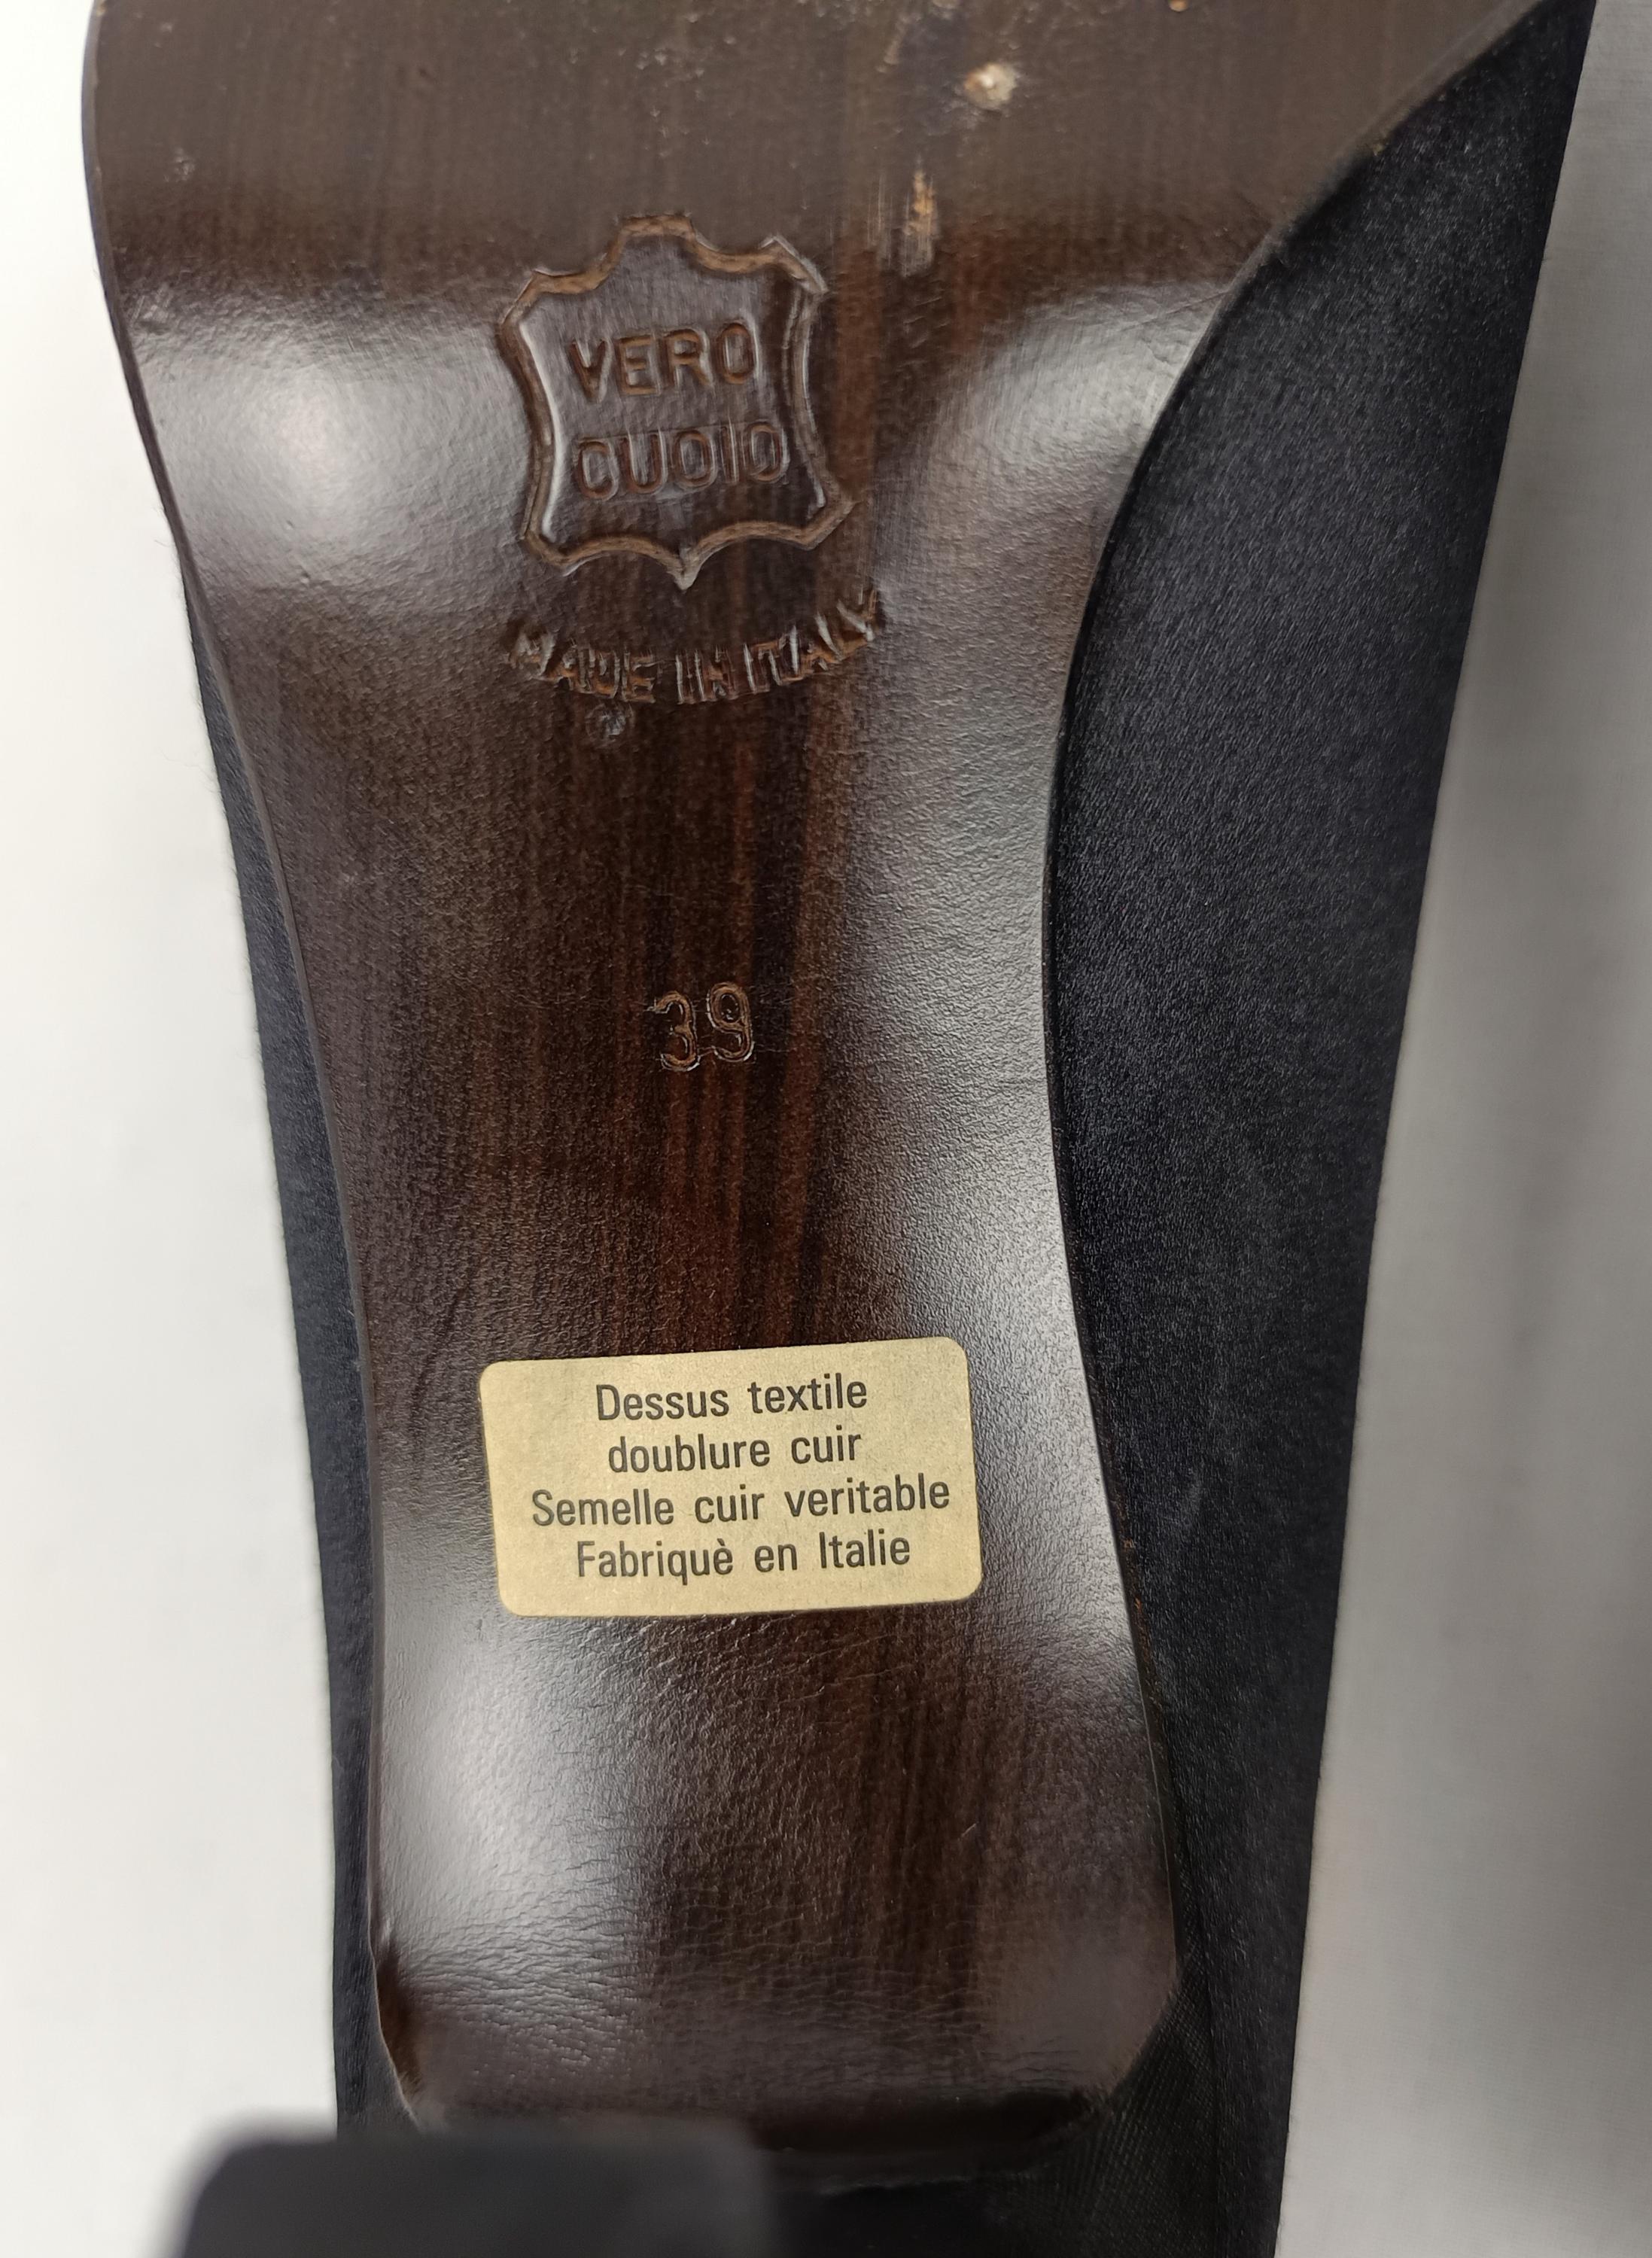 VERO
CUOIO
MADE IN ITALY
39
Dessus textile
doublure cuir
Semelle cuir veritable
Fabriquè en Italie